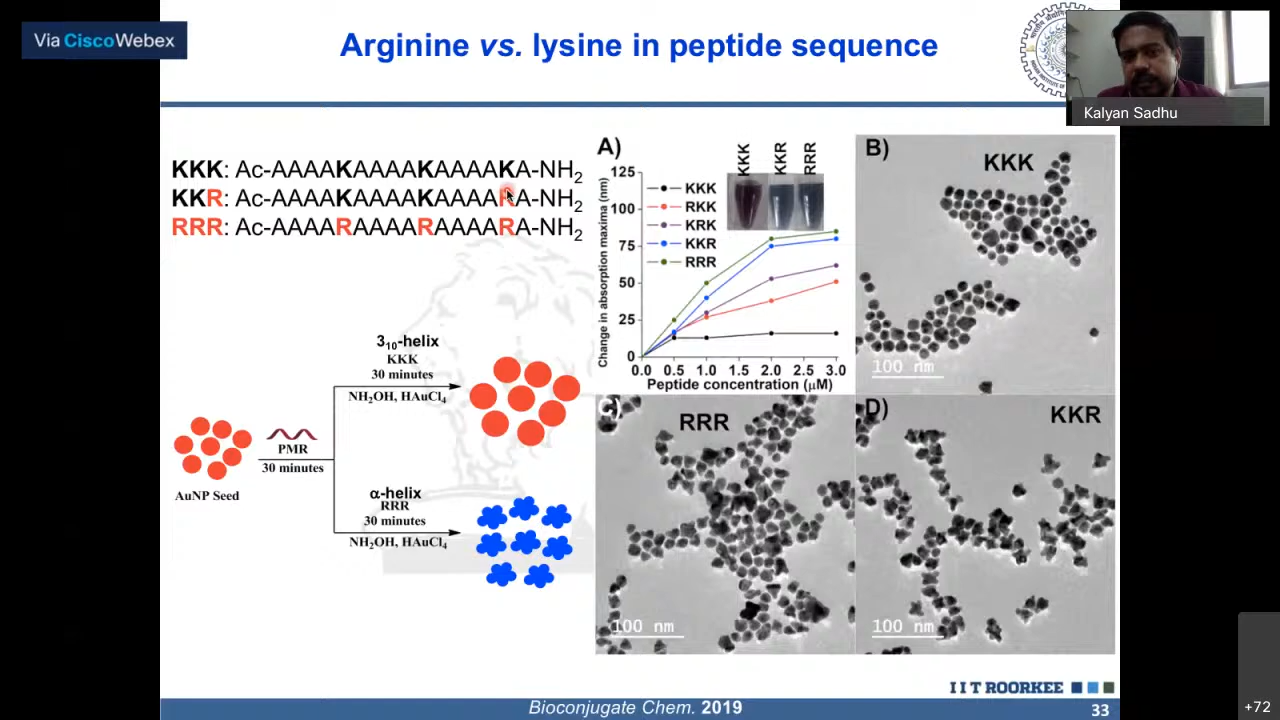 Via CiscoWebex
Arginine vs. lysine in peptide sequence
Kalyan Sadhu
KKK: Ac-AAAAKAAAAKAAAAKA-NH2
KKR: Ac-AAAAKAAAAKAAAARA-NH2
RRR: Ac-AAAARAAAARAAAARA-NH2
A)
KKK
KKR
RRR
125
100
75
50
25
0
Change in absorption maxima (nm)
KKK
RKK
KRK
KKR
RRR
0.0 0.5 1.0 1.5 2.0 2.5 3.0
Peptide concentration (μM)
B)
KKK
100 nm
C)
RRR
100 nm
D)
KKR
100 nm
AuNP Seed
PMR
30 minutes
310-helix
KKK
30 minutes
NH2OH, HAuCl4
α-helix
RRR
30 minutes
NH2OH, HAuCl4
IIT ROORKEE
Bioconjugate Chem. 2019
33
+72